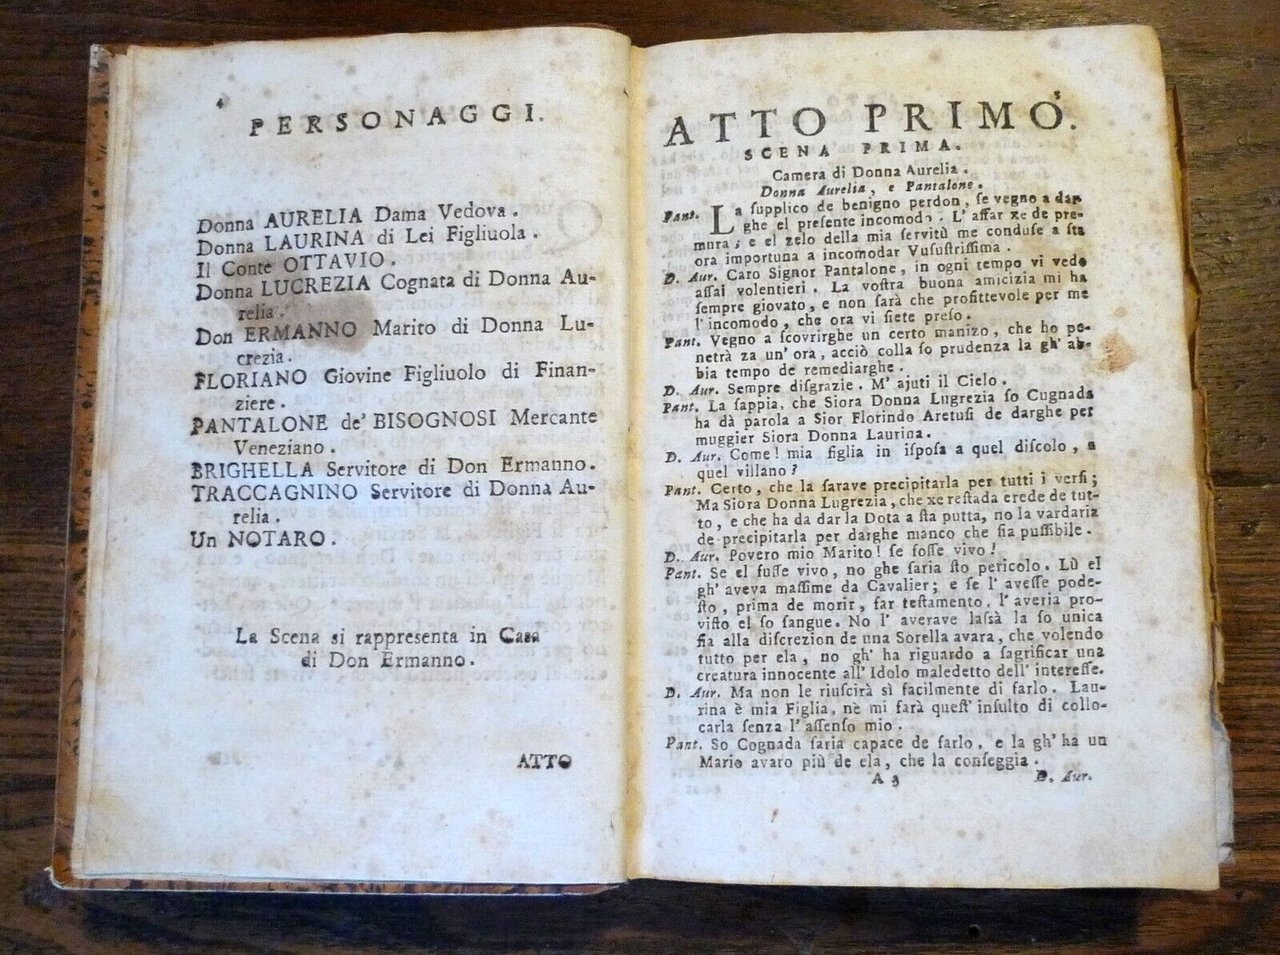 4
PERSONAGGI.
Donna AURELIA Dama Vedova.
Donna LAURINA di Lei Figliuola.
Il Conte OTTAVIO.
Donna LUCREZIA Cognata di Donna Au-
relia.
Don ERMANNO Marito di Donna Lu-
crezia.
FLORIANO Giovine Figliuolo di Finan-
ziere.
PANTALONE de' BISOGNOSI Mercante
Veneziano.
BRIGHELLA Servitore di Don Ermanno.
TRACCAGNINO Servitore di Donna Au-
relia.
Un NOTARO.
La Scena si rappresenta in Casa
di Don Ermanno.
ATTO
5
ATTO PRIMO.
SCENA PRIMA.
Camera di Donna Aurelia.
Donna Aurelia, e Pantalone.
Pant. La ſupplico de benigno perdon, ſe vegno a dar-
ghe el preſente incomodo. L'affar xe de pre-
mura; e el zelo della mia ſervitù me conduſe a ſta
ora importuna a incomodar Vuſuſtriſſima.
D. Aur. Caro Signor Pantalone, in ogni tempo vi vedo
aſſai volentieri. La voſtra buona amicizia mi ha
ſempre giovato, e non ſarà che profittevole per me
l'incomodo, che ora vi ſiete preſo.
Pant. Vegno a ſcovrirghe un certo manizo, che ho pe-
netrà za un' ora, acciò colla ſo prudenza la gh' ab-
bia tempo de remediarghe.
D. Aur. Sempre diſgrazie. M' ajuti il Cielo.
Pant. La ſappia, che Siora Donna Lugrezia ſo Cugnada
ha dà parola a Sior Florindo Aretuſi de darghe per
muggier Siora Donna Laurina.
D. Aur. Come! mia figlia in iſpoſa a quel diſcolo, a
quel villano?
Pant. Certo, che la ſarave precipitarla per tutti i verſi;
Ma Siora Donna Lugrezia, che xe reſtada erede de tut-
to, e che ha da dar la Dota a ſta putta, no la vardaria
de precipitarla per darghe manco che ſia puſſibile.
D. Aur. Povero mio Marito! ſe foſſe vivo!
Pant. Se el fuſſe vivo, no ghe ſaria ſto pericolo. Lù el
gh' aveva maſſime da Cavalier; e ſe l' aveſſe pode-
ſto, prima de morir, far teſtamento, l' averia pro-
viſto el ſo ſangue. No l' averave laſſà la ſo unica
fia alla diſcrezion de una Sorella avara, che volendo
tutto per ela, no gh' ha riguardo a ſagrificar una
creatura innocente all' Idolo maledetto dell' intereſſe.
D. Aur. Ma non le riuſcirà sì facilmente di farlo. Lau-
rina è mia Figlia, nè mi farà queſt' inſulto di collo-
carla ſenza l' aſſenſo mio.
Pant. So Cognada ſaria capace de farlo, e la gh' ha un
Mario avaro più de ela, che la conſeggia.
A 3
D. Aur.